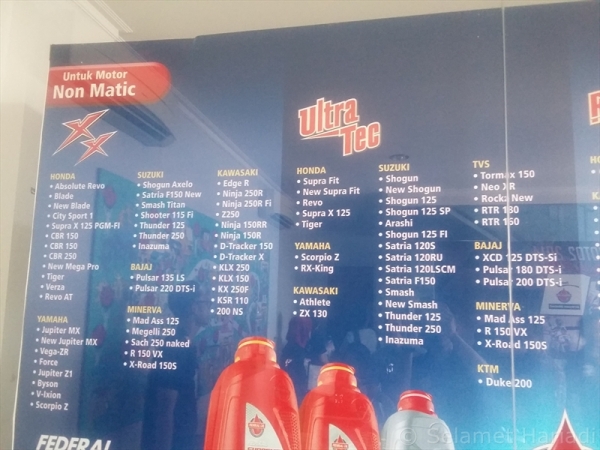 Untuk Motor
Non Matic
XX
HONDA
• Absolute Revo
• Blade
• New Blade
• City Sport 1
• Supra X 125 PGM-FI
• CBR 150
• CBR 150
• CBR 250
• New Mega Pro
• Tiger
• Verza
• Revo AT
YAMAHA
• Jupiter MX
• New Jupiter MX
• Vega-ZR
• Force
• Jupiter Z1
• Byson
• V-Ixion
• Scorpio Z
SUZUKI
• Shogun Axelo
• Satria F150 New
• Smash Titan
• Shooter 115 Fi
• Thunder 125
• Thunder 250
• Inazuma
BAJAJ
• Pulsar 135 LS
• Pulsar 220 DTS-i
MINERVA
• Mad Ass 125
• Megelli 250
• Sach 250 naked
• R 150 VX
• X-Road 150S
KAWASAKI
• Edge R
• Ninja 250R
• Ninja 250R Fi
• Z250
• Ninja 150RR
• Ninja 150R
• D-Tracker 150
• D-Tracker X
• KLX 250
• KLX 150
• KX 250F
• KSR 110
• 200 NS
Ultra
Tec
HONDA
• Supra Fit
• New Supra Fit
• Revo
• Supra X 125
• Tiger
YAMAHA
• Scorpio Z
• RX-King
KAWASAKI
• Athlete
• ZX 130
SUZUKI
• Shogun
• New Shogun
• Shogun 125
• Shogun 125 SP
• Arashi
• Shogun 125 FI
• Satria 120S
• Satria 120RU
• Satria 120LSCM
• Satria F150
• Smash
• New Smash
• Thunder 125
• Thunder 250
• Inazuma
TVS
• Tormax 150
• Neo XR
• Rocka New
• RTR 180
• RTR 160
BAJAJ
• XCD 125 DTS-Si
• Pulsar 180 DTS-i
• Pulsar 200 DTS-i
MINERVA
• Mad Ass 125
• R 150 VX
• X-Road 150S
KTM
• Duke 200
FEDERAL
© Selamet Hariadi